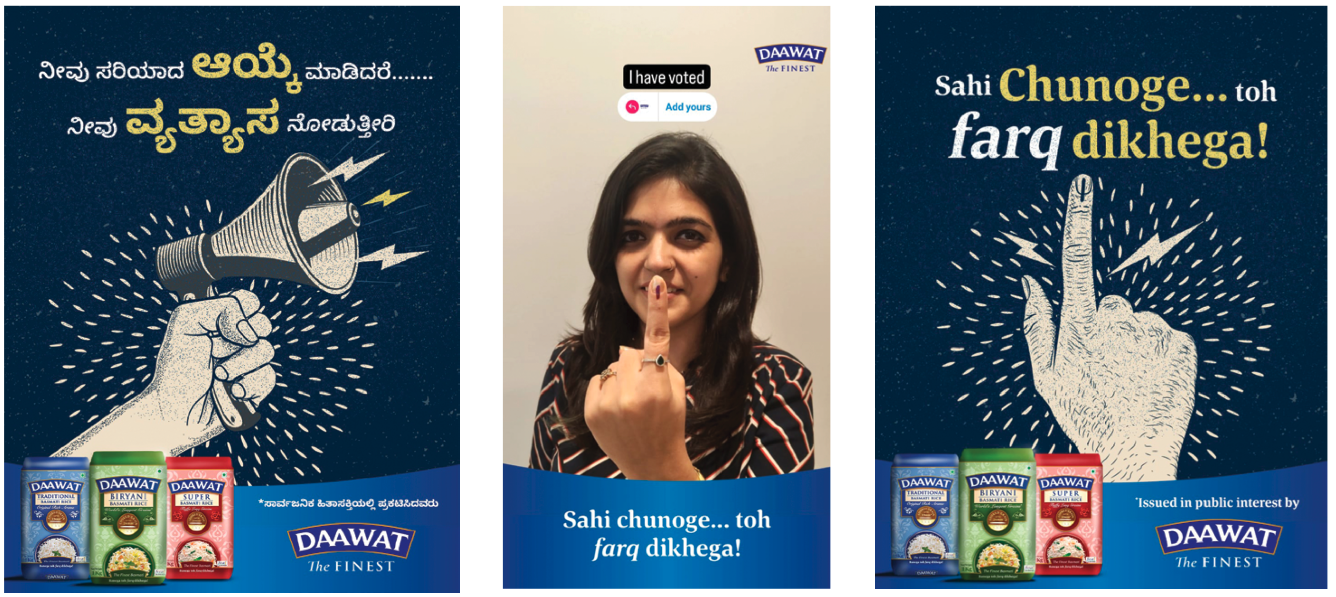 ನೀವು ಸರಿಯಾದ ಆಯ್ಕೆ ಮಾಡಿದರೆ.......
ನೀವು ವ್ಯತ್ಯಾಸ ನೋಡುತ್ತೀರಿ
DAAWAT
TRADITIONAL
BASMATI RICE
DAAWAT
BIRYANI
BASMATI RICE
DAAWAT
SUPER
BASMATI RICE
*ಸಾರ್ವಜನಿಕ ಹಿತಾಸಕ್ತಿಯಲ್ಲಿ ಪ್ರಕಟಿಸಿದವರು
DAAWAT
The FINEST
DAAWAT
The FINEST
I have voted
Add yours
Sahi chunoge... toh
farq dikhega!
Sahi Chunoge... toh
farq dikhega!
DAAWAT
TRADITIONAL
BASMATI RICE
DAAWAT
BIRYANI
BASMATI RICE
DAAWAT
SUPER
BASMATI RICE
*Issued in public interest by
DAAWAT
The FINEST